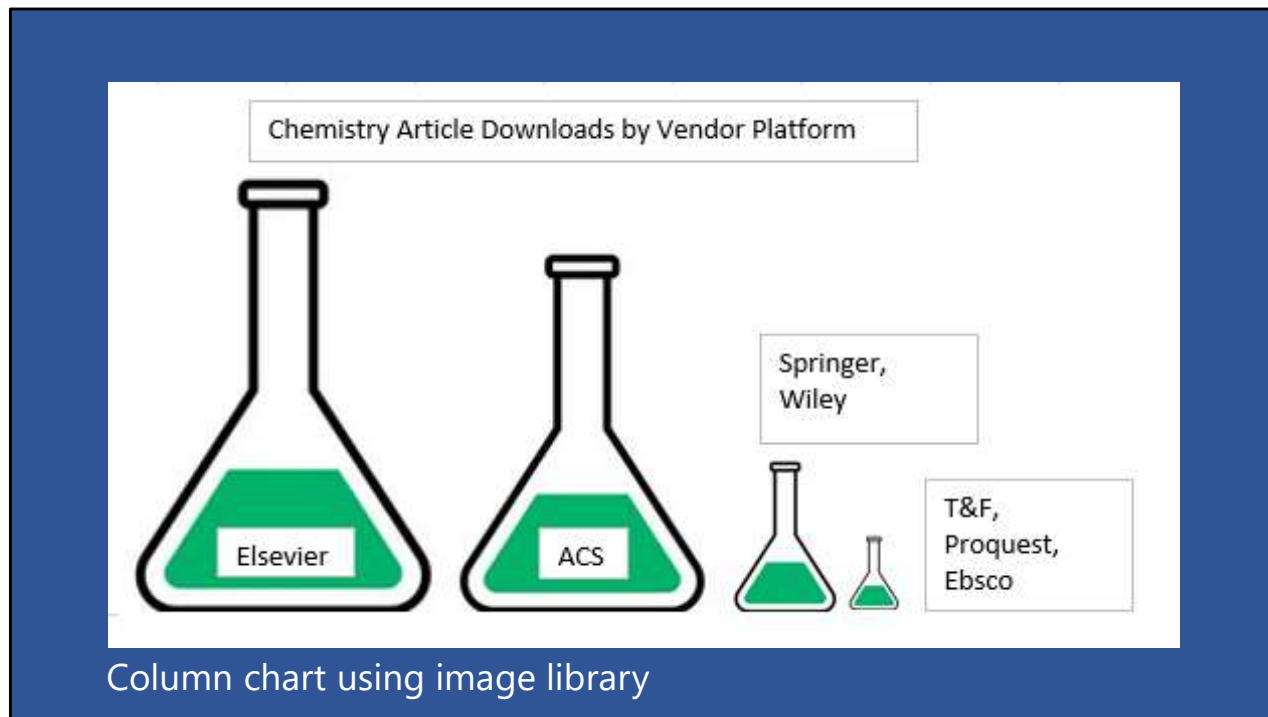 Chemistry Article Downloads by Vendor Platform
Elsevier
ACS
Springer,
Wiley
T&F,
Proquest,
Ebsco
Column chart using image library